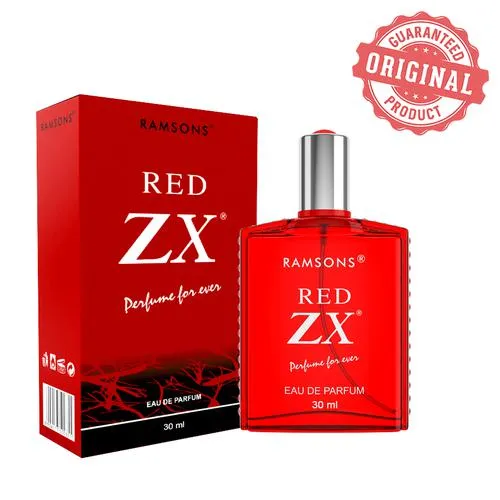 GUARANTEED
ORIGINAL
PRODUCT
RAMSONS®
RED
ZX®
Perfume for ever
EAU DE PARFUM
30 ml
RAMSONS®
RED
ZX®
Perfume for ever
EAU DE PARFUM
30 ml